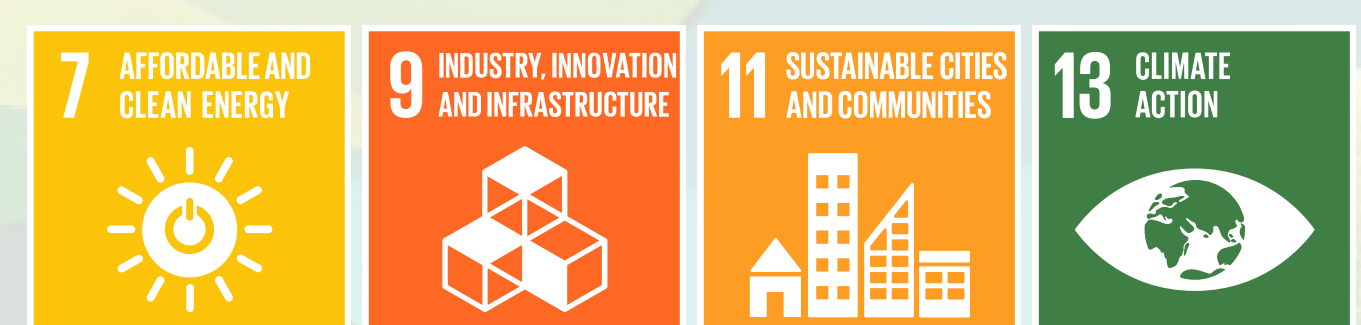 7
AFFORDABLE AND
CLEAN ENERGY
9
INDUSTRY, INNOVATION
AND INFRASTRUCTURE
11
SUSTAINABLE CITIES
AND COMMUNITIES
13
CLIMATE
ACTION